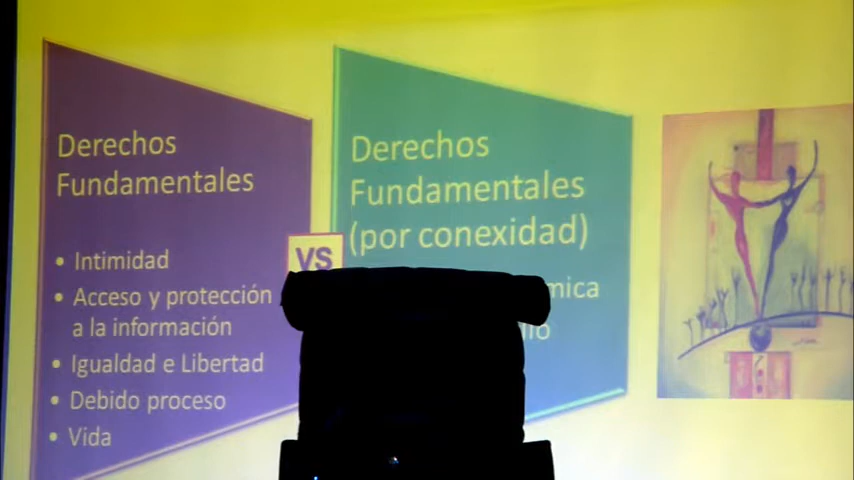 Derechos
Fundamentales
• Intimidad
• Acceso y protección
a la información
• Igualdad e Libertad
• Debido proceso
• Vida
VS
Derechos
Fundamentales
(por conexidad)